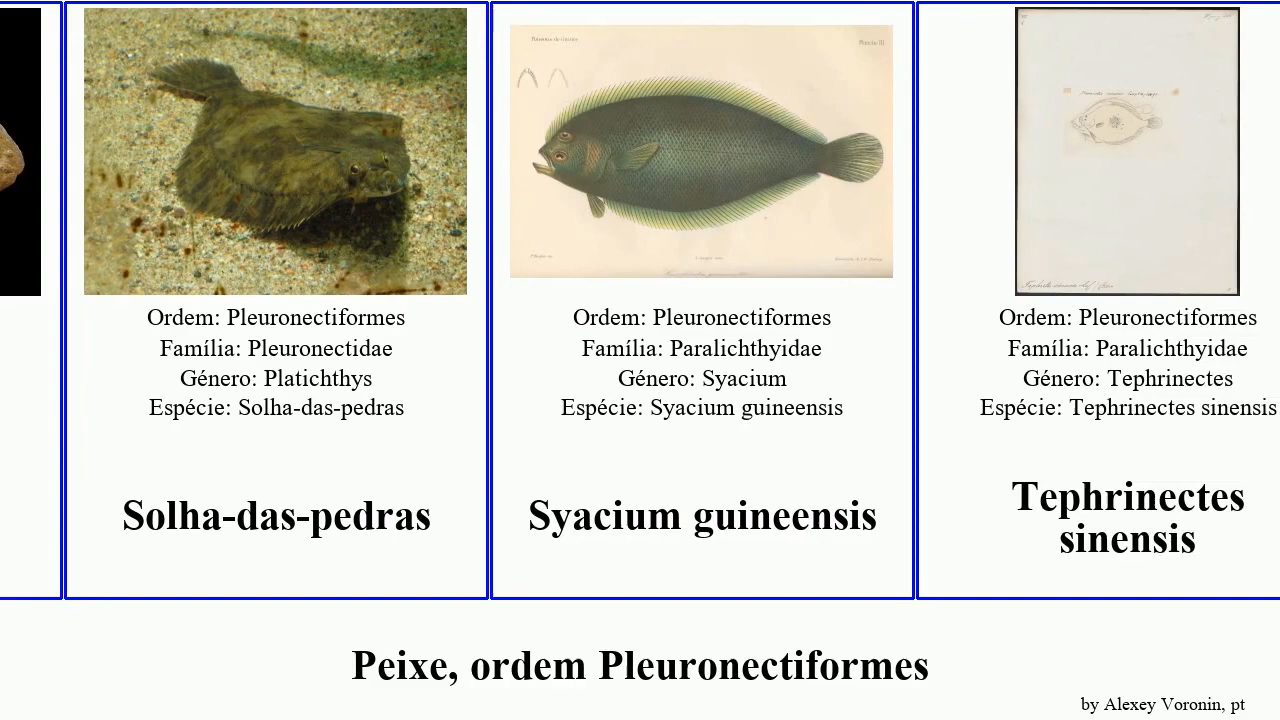 Ordem: Pleuronectiformes
Família: Pleuronectidae
Género: Platichthys
Espécie: Solha-das-pedras
Solha-das-pedras
Ordem: Pleuronectiformes
Família: Paralichthyidae
Género: Syacium
Espécie: Syacium guineensis
Syacium guineensis
Ordem: Pleuronectiformes
Família: Paralichthyidae
Género: Tephrinectes
Espécie: Tephrinectes sinensis
Tephrinectes
sinensis
Peixe, ordem Pleuronectiformes
by Alexey Voronin, pt